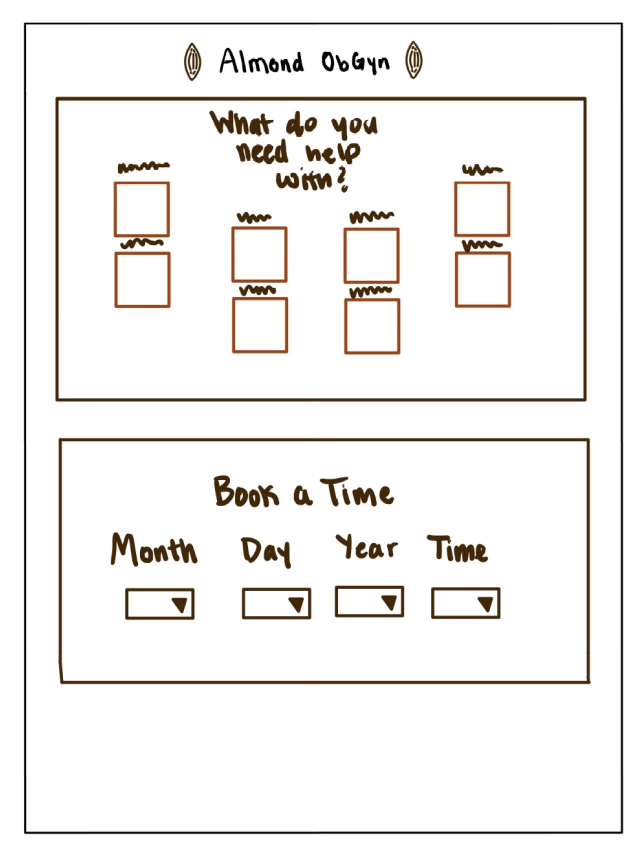 Almond ObGyn
What do you
need help
with?
Book a Time
Month Day Year Time